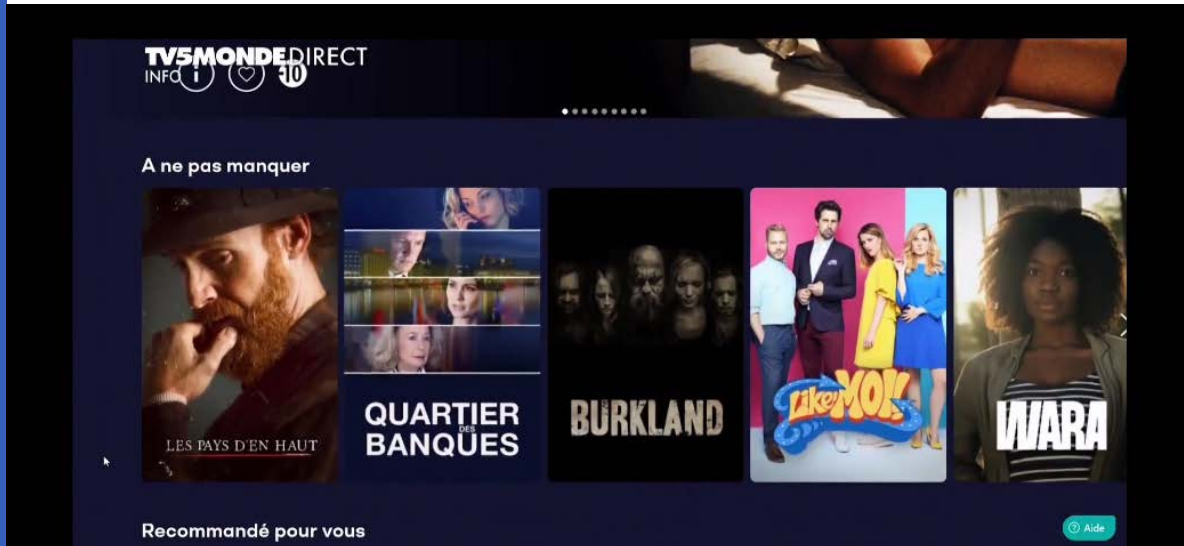 TV5MONDE DIRECT
INFO i -10
A ne pas manquer
LES PAYS D'EN HAUT
QUARTIER
DES
BANQUES
BURKLAND
Like-MOI!
WARA
Recommandé pour vous
? Aide